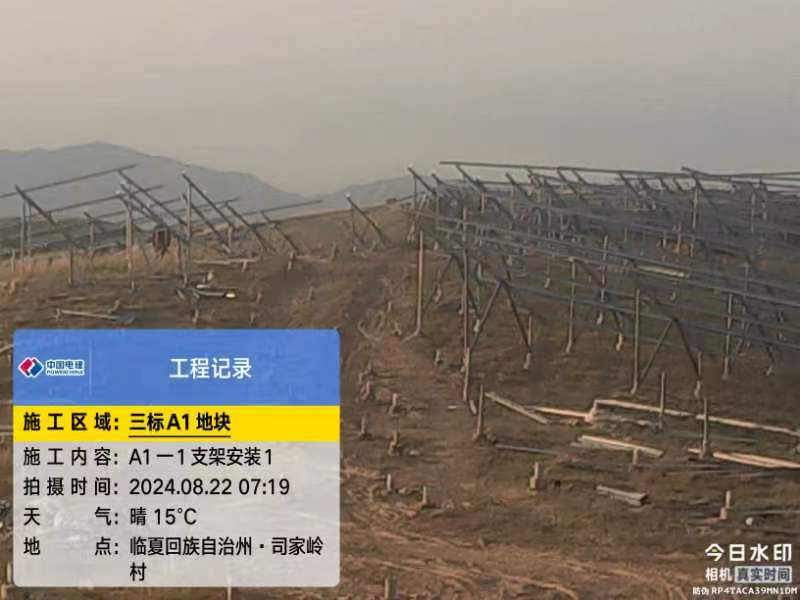 中国电建
POWERCHINA
工程记录
施工区域：三标A1地块
施工内容：A1一1支架安装1
拍摄时间：2024.08.22 07:19
天气：晴 15°C
地点：临夏回族自治州·司家岭
村
今日水印
相机 真实时间
防伪 RP4TACA39MN1DM